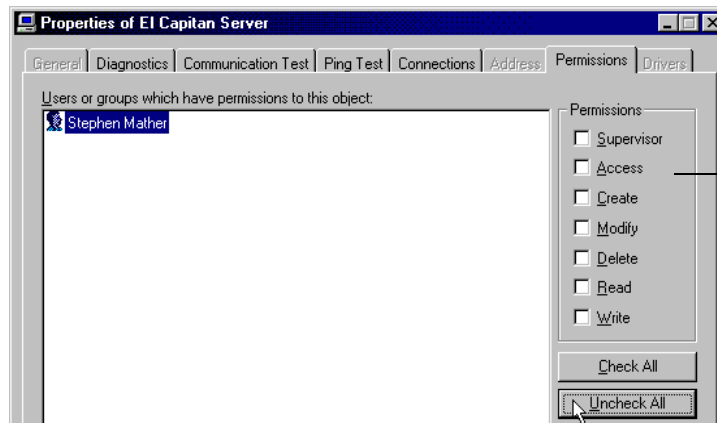 Properties of El Capitan Server
General Diagnostics Communication Test Ping Test Connections Address Permissions Drivers
Users or groups which have permissions to this object:
Stephen Mather
Permissions
Supervisor
Access
Create
Modify
Delete
Read
Write
Check All
Uncheck All